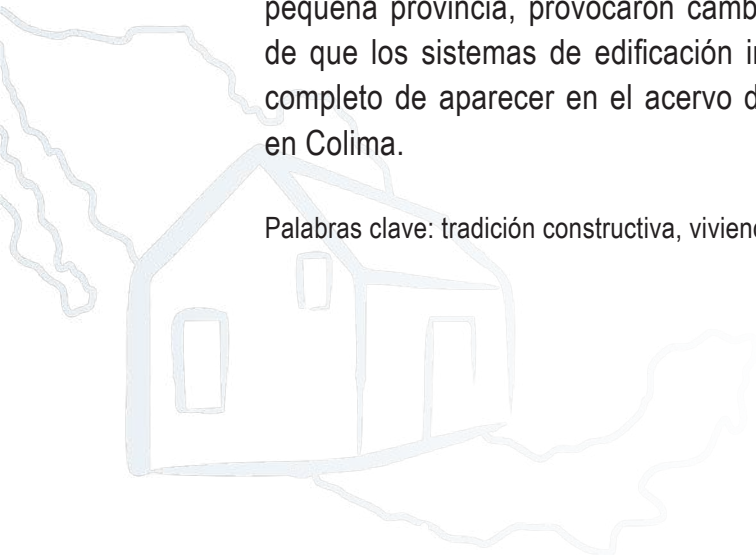 pequeña provincia, provocaron camb
de que los sistemas de edificación i
completo de aparecer en el acervo d
en Colima.
Palabras clave: tradición constructiva, vivien